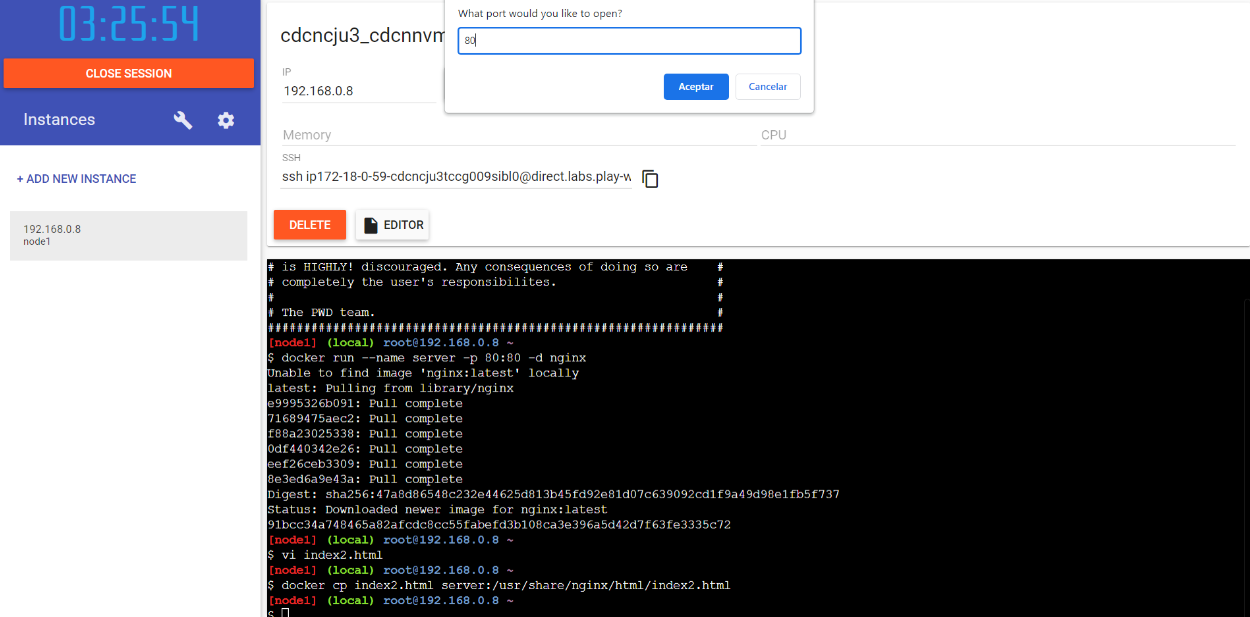 03:25:54
CLOSE SESSION
Instances
+ ADD NEW INSTANCE
192.168.0.8
node1
What port would you like to open?
80
Aceptar
Cancelar
cdcncju3_cdcnnvm
IP
192.168.0.8
Memory
CPU
SSH
ssh ip172-18-0-59-cdcncju3tccg009sibl0@direct.labs.play-w
DELETE
EDITOR
# is HIGHLY! discouraged. Any consequences of doing so are #
# completely the user's responsibilites. #
# #
# The PWD team. #
###############################################################
[node1] (local) root@192.168.0.8 ~
$ docker run --name server -p 80:80 -d nginx
Unable to find image 'nginx:latest' locally
latest: Pulling from library/nginx
e9995326b091: Pull complete
71689475aec2: Pull complete
f88a23025338: Pull complete
0df440342e26: Pull complete
eef26ceb3309: Pull complete
8e3ed6a9e43a: Pull complete
Digest: sha256:47a8d86548c232e44625d813b45fd92e81d07c639092cd1f9a49d98e1fb5f737
Status: Downloaded newer image for nginx:latest
91bcc34a748465a82afcdc8cc55fabefd3b108ca3e396a5d42d7f63fe3335c72
[node1] (local) root@192.168.0.8 ~
$ vi index2.html
[node1] (local) root@192.168.0.8 ~
$ docker cp index2.html server:/usr/share/nginx/html/index2.html
[node1] (local) root@192.168.0.8 ~
$